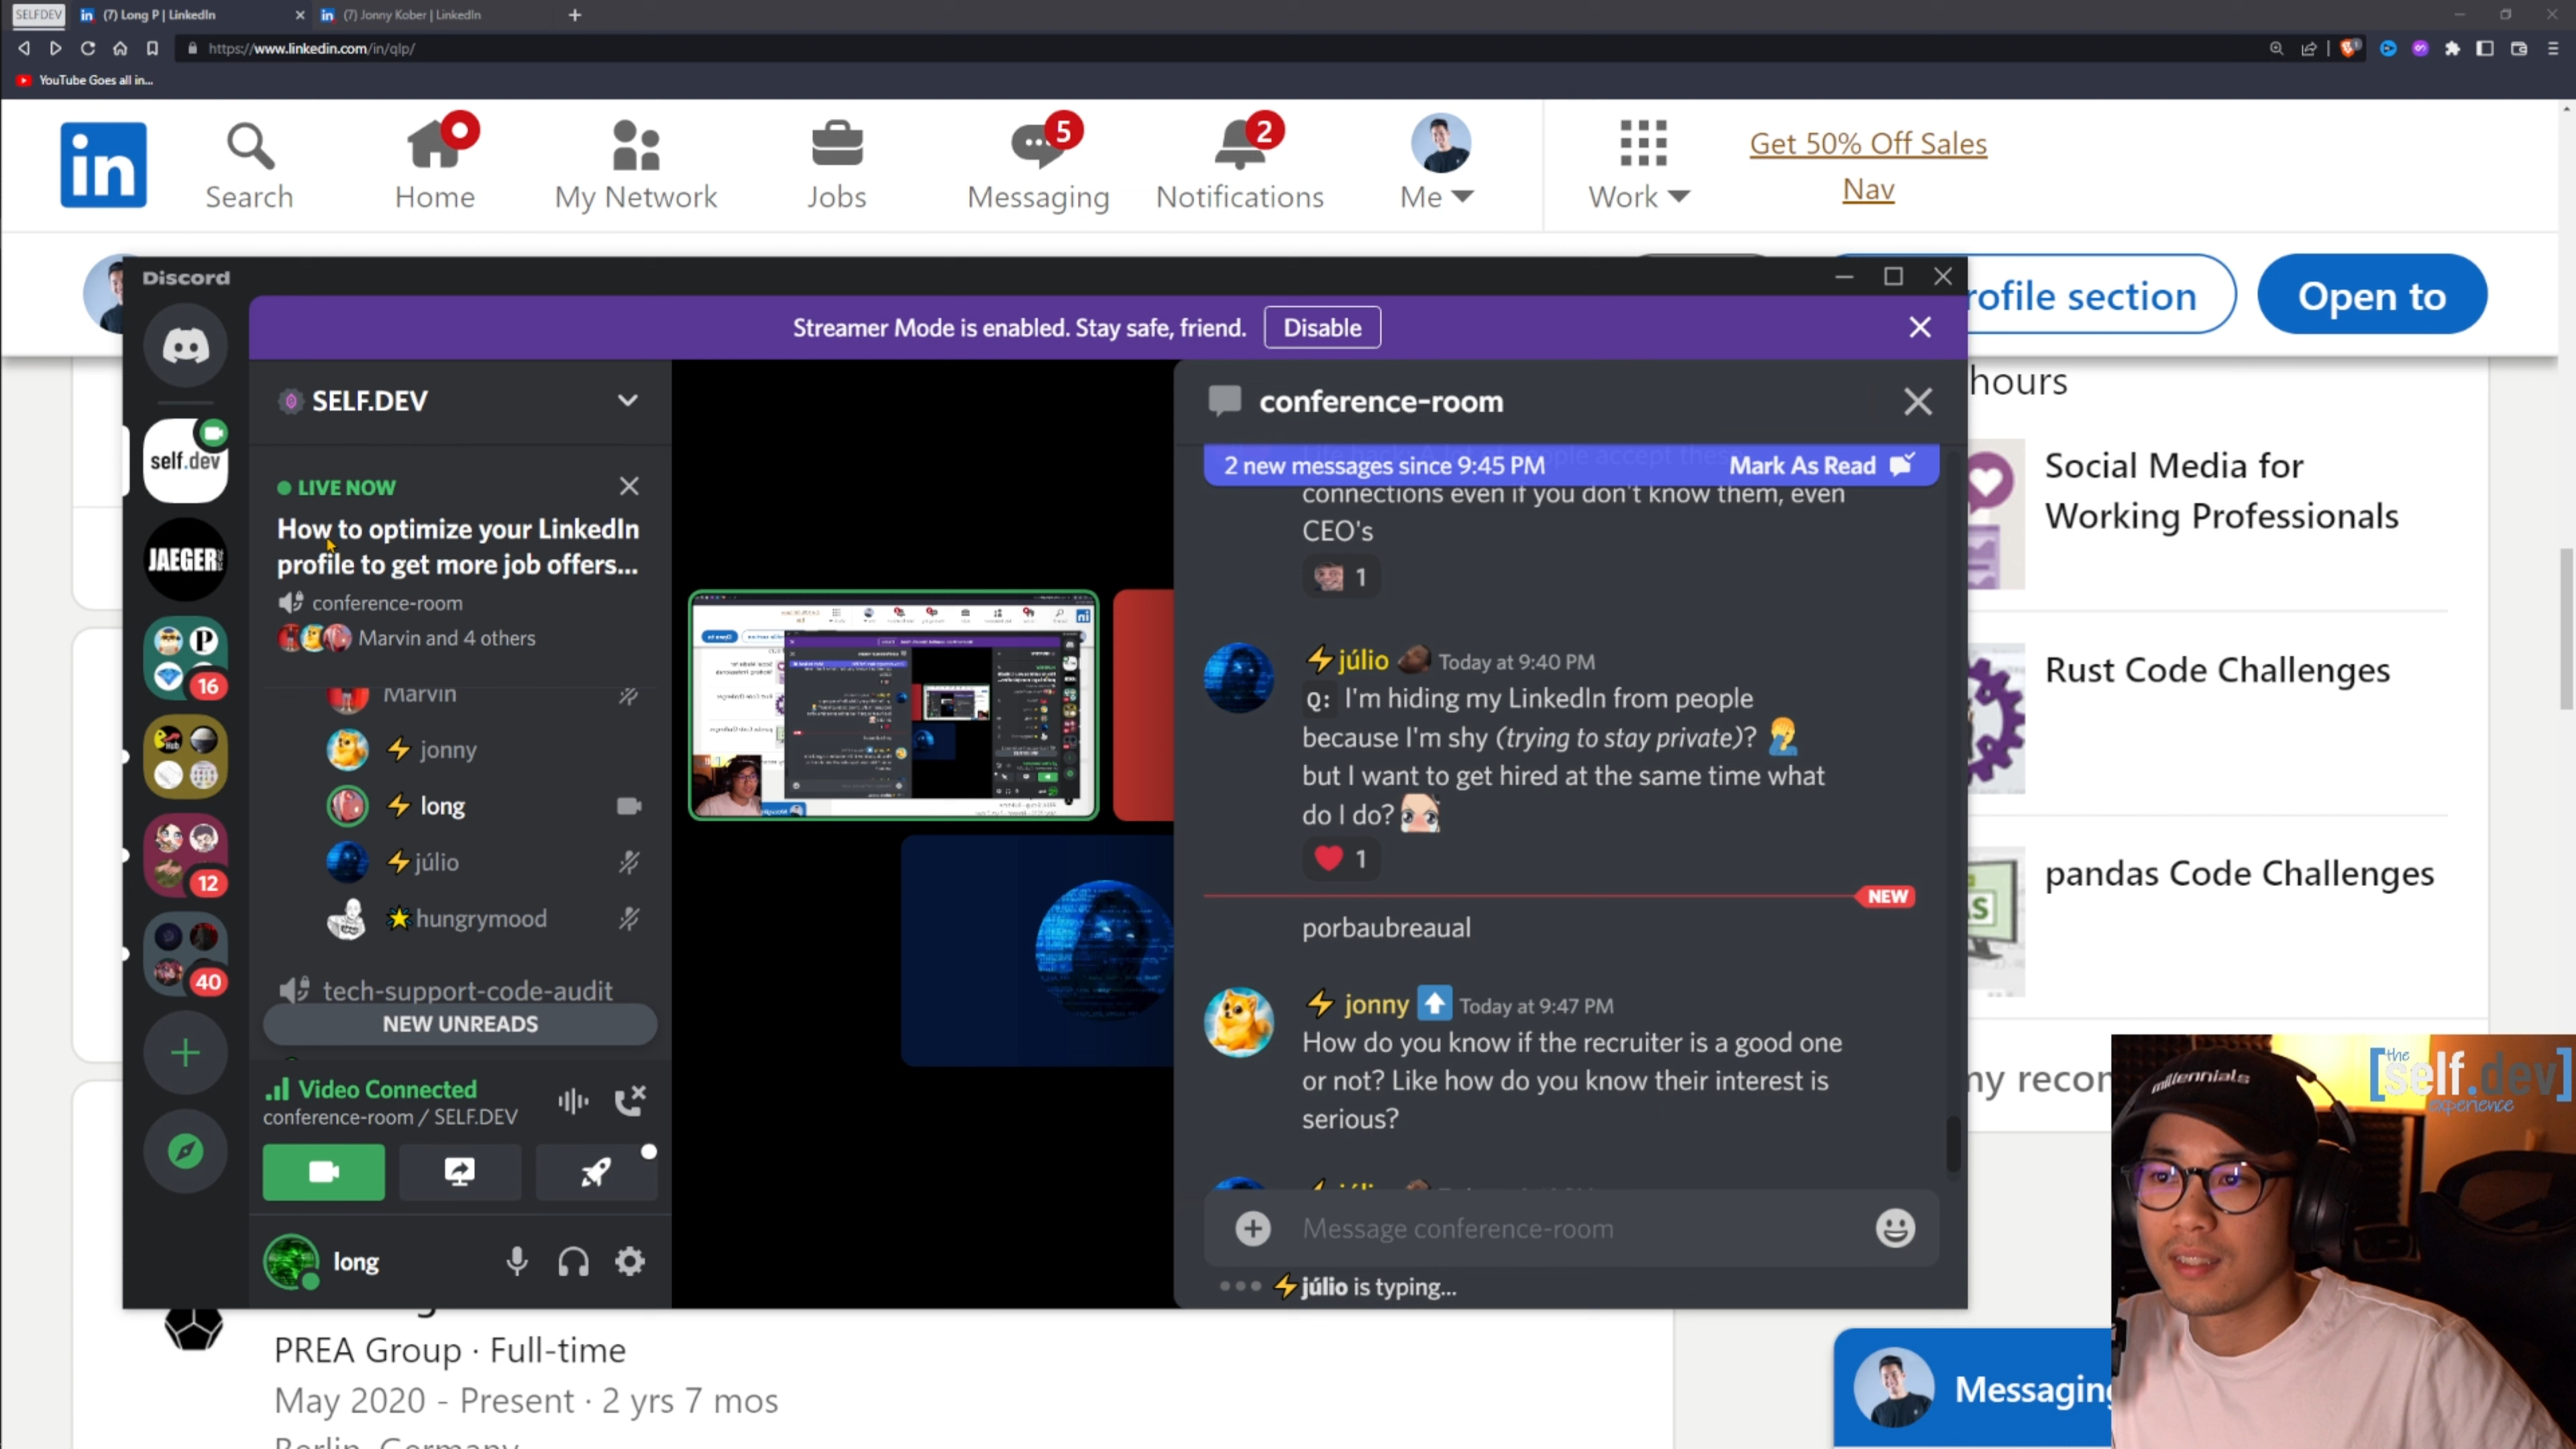 SELFDEV
(7) Long P | LinkedIn
(7) Jonny Kober | LinkedIn
https://www.linkedin.com/in/qlp/
YouTube Goes all in...
in
Search
Home
My Network
Jobs
5
Messaging
2
Notifications
Me
Work
Get 50% Off Sales
Nav
rofile section
Open to
hours
Social Media for
Working Professionals
Rust Code Challenges
pandas Code Challenges
Discord
Streamer Mode is enabled. Stay safe, friend.
Disable
self.dev
JAEGER
16
12
40
SELF.DEV
LIVE NOW
How to optimize your LinkedIn
profile to get more job offers...
conference-room
Marvin and 4 others
Marvin
jonny
long
júlio
hungrymood
tech-support-code-audit
NEW UNREADS
Video Connected
conference-room / SELF.DEV
long
conference-room
2 new messages since 9:45 PM
Mark As Read
connections even if you don't know them, even
CEO's
1
júlio Today at 9:40 PM
Q: I'm hiding my LinkedIn from people
because I'm shy (trying to stay private)?
but I want to get hired at the same time what
do I do?
1
NEW
porbaubreaual
jonny Today at 9:47 PM
How do you know if the recruiter is a good one
or not? Like how do you know their interest is
serious?
Message conference-room
júlio is typing...
PREA Group · Full-time
May 2020 - Present · 2 yrs 7 mos
Berlin, Germany
my recom
Messaging
millennials
[the
self.dev]
experience